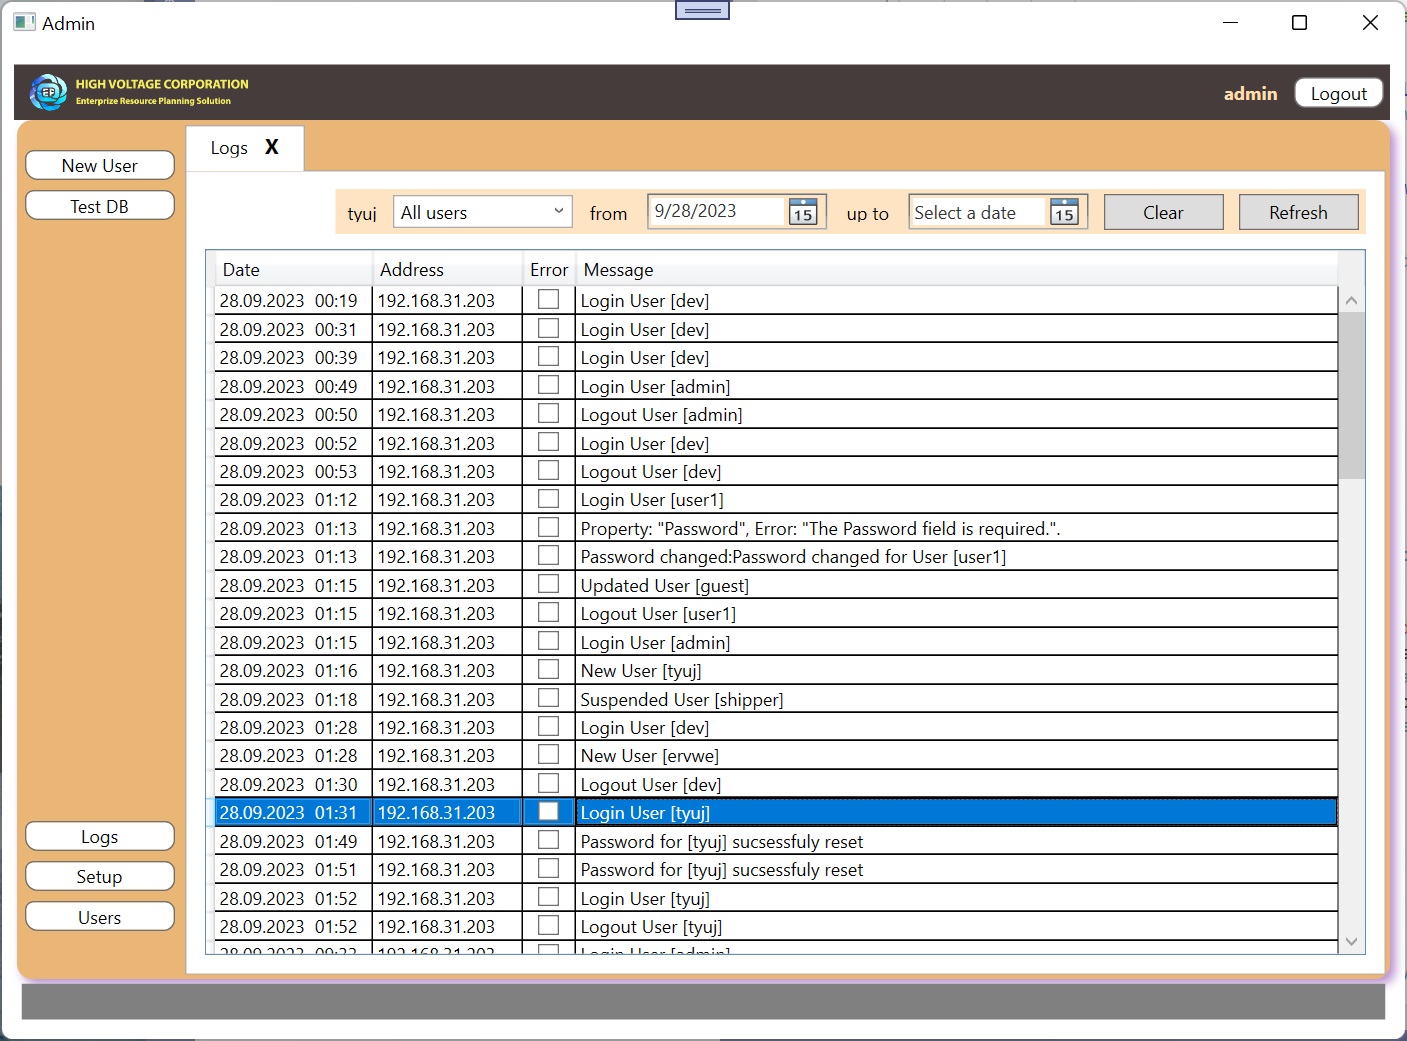 Admin
HIGH VOLTAGE CORPORATION
Enterprize Resource Planning Solution
admin Logout
Logs X
New User
Test DB
tyuj All users from 9/28/2023 15 up to Select a date 15 Clear Refresh
Date Address Error Message
28.09.2023 00:19 192.168.31.203 Login User [dev]
28.09.2023 00:31 192.168.31.203 Login User [dev]
28.09.2023 00:39 192.168.31.203 Login User [dev]
28.09.2023 00:49 192.168.31.203 Login User [admin]
28.09.2023 00:50 192.168.31.203 Logout User [admin]
28.09.2023 00:52 192.168.31.203 Login User [dev]
28.09.2023 00:53 192.168.31.203 Logout User [dev]
28.09.2023 01:12 192.168.31.203 Login User [user1]
28.09.2023 01:13 192.168.31.203 Property: "Password", Error: "The Password field is required.".
28.09.2023 01:13 192.168.31.203 Password changed:Password changed for User [user1]
28.09.2023 01:15 192.168.31.203 Updated User [guest]
28.09.2023 01:15 192.168.31.203 Logout User [user1]
28.09.2023 01:15 192.168.31.203 Login User [admin]
28.09.2023 01:16 192.168.31.203 New User [tyuj]
28.09.2023 01:18 192.168.31.203 Suspended User [shipper]
28.09.2023 01:28 192.168.31.203 Login User [dev]
28.09.2023 01:28 192.168.31.203 New User [ervwe]
28.09.2023 01:30 192.168.31.203 Logout User [dev]
28.09.2023 01:31 192.168.31.203 Login User [tyuj]
28.09.2023 01:49 192.168.31.203 Password for [tyuj] sucsessfuly reset
28.09.2023 01:51 192.168.31.203 Password for [tyuj] sucsessfuly reset
28.09.2023 01:52 192.168.31.203 Login User [tyuj]
28.09.2023 01:52 192.168.31.203 Logout User [tyuj]
Logs
Setup
Users